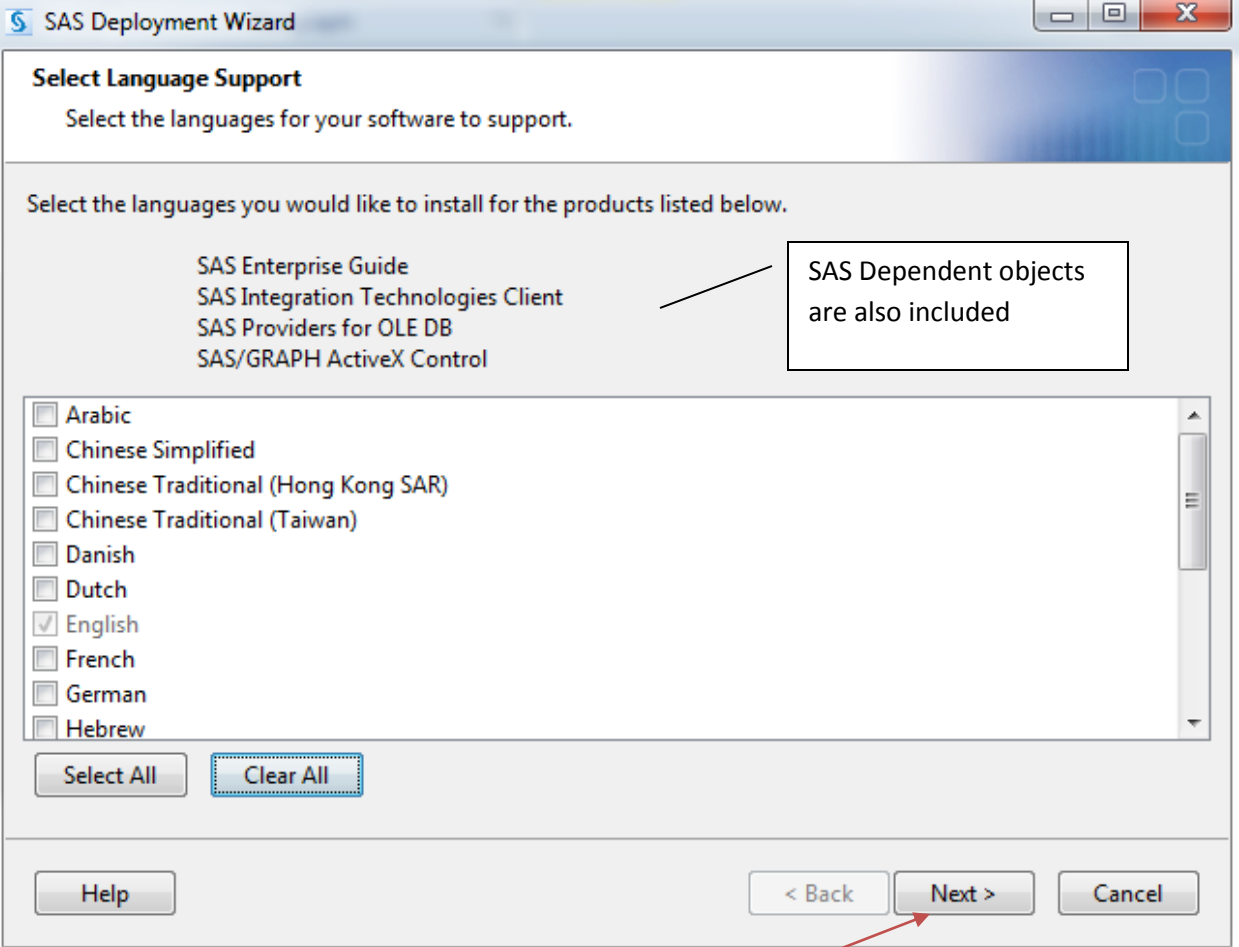 SAS Deployment Wizard
Select Language Support
Select the languages for your software to support.
Select the languages you would like to install for the products listed below.
SAS Enterprise Guide
SAS Integration Technologies Client
SAS Providers for OLE DB
SAS/GRAPH ActiveX Control
SAS Dependent objects
are also included
Arabic
Chinese Simplified
Chinese Traditional (Hong Kong SAR)
Chinese Traditional (Taiwan)
Danish
Dutch
English
French
German
Hebrew
Select All
Clear All
Help
< Back
Next >
Cancel